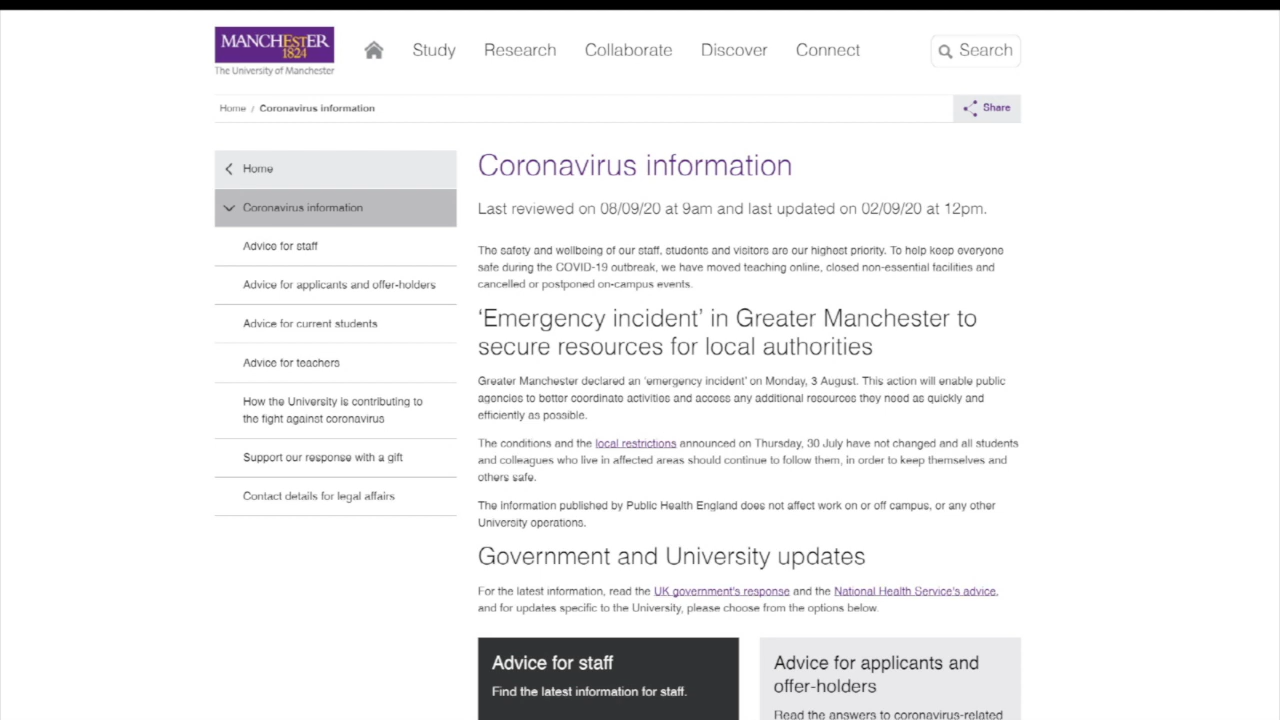 MANCHESTER
1824
The University of Manchester
Study Research Collaborate Discover Connect Search
Home / Coronavirus information
Share
Home
Coronavirus information
Advice for staff
Advice for applicants and offer-holders
Advice for current students
Advice for teachers
How the University is contributing to
the fight against coronavirus
Support our response with a gift
Contact details for legal affairs
Coronavirus information
Last reviewed on 08/09/20 at 9am and last updated on 02/09/20 at 12pm.
The safety and wellbeing of our staff, students and visitors are our highest priority. To help keep everyone
safe during the COVID-19 outbreak, we have moved teaching online, closed non-essential facilities and
cancelled or postponed on-campus events.
‘Emergency incident’ in Greater Manchester to
secure resources for local authorities
Greater Manchester declared an 'emergency incident' on Monday, 3 August. This action will enable public
agencies to better coordinate activities and access any additional resources they need as quickly and
efficiently as possible.
The conditions and the local restrictions announced on Thursday, 30 July have not changed and all students
and colleagues who live in affected areas should continue to follow them, in order to keep themselves and
others safe.
The information published by Public Health England does not affect work on or off campus, or any other
University operations.
Government and University updates
For the latest information, read the UK government's response and the National Health Service's advice,
and for updates specific to the University, please choose from the options below.
Advice for staff
Find the latest information for staff.
Advice for applicants and
offer-holders
Read the answers to coronavirus-related